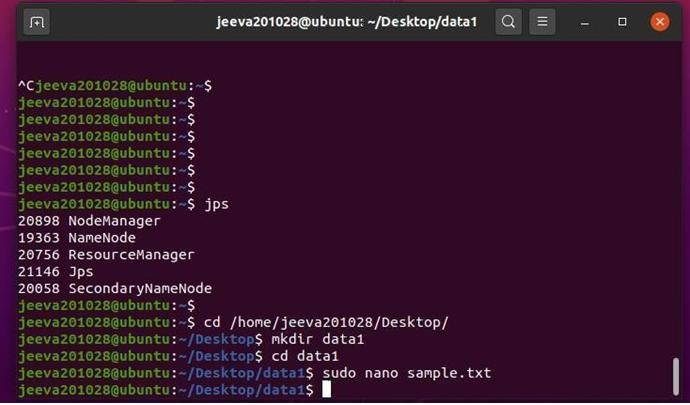 jeeva201028@ubuntu: ~/Desktop/data1
^Cjeeva201028@ubuntu:~$
jeeva201028@ubuntu:~$
jeeva201028@ubuntu:~$
jeeva201028@ubuntu:~$
jeeva201028@ubuntu:~$
jeeva201028@ubuntu:~$
jeeva201028@ubuntu:~$
jeeva201028@ubuntu:~$ jps
20898 NodeManager
19363 NameNode
20756 ResourceManager
21146 Jps
20058 SecondaryNameNode
jeeva201028@ubuntu:~$
jeeva201028@ubuntu:~$ cd /home/jeeva201028/Desktop/
jeeva201028@ubuntu:~/Desktop$ mkdir data1
jeeva201028@ubuntu:~/Desktop$ cd data1
jeeva201028@ubuntu:~/Desktop/data1$ sudo nano sample.txt
jeeva201028@ubuntu:~/Desktop/data1$